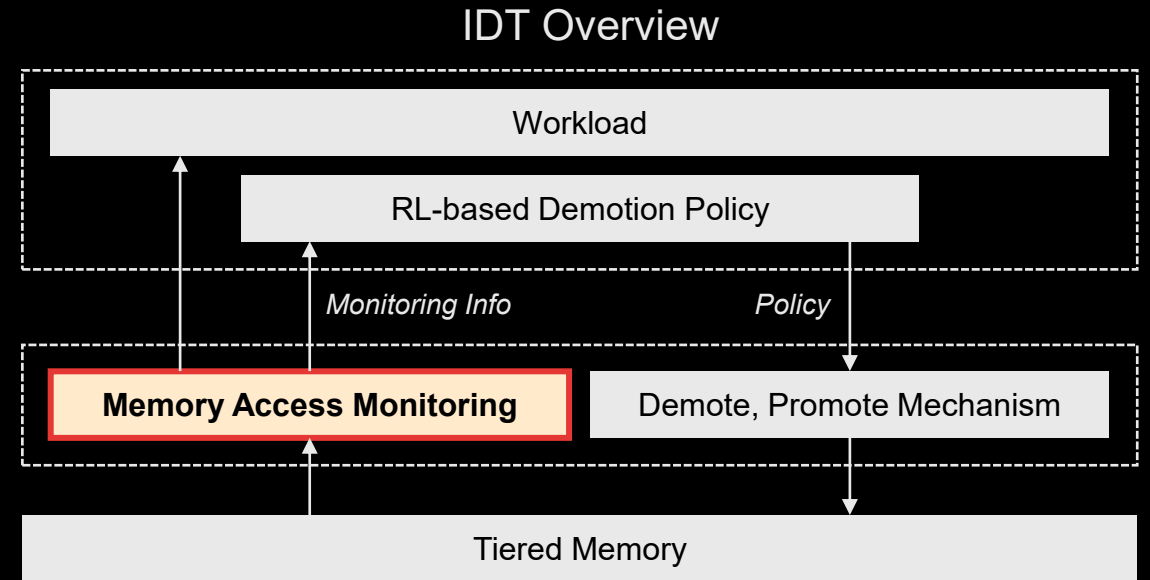 IDT Overview
Workload
RL-based Demotion Policy
Monitoring Info
Policy
Memory Access Monitoring
Demote, Promote Mechanism
Tiered Memory